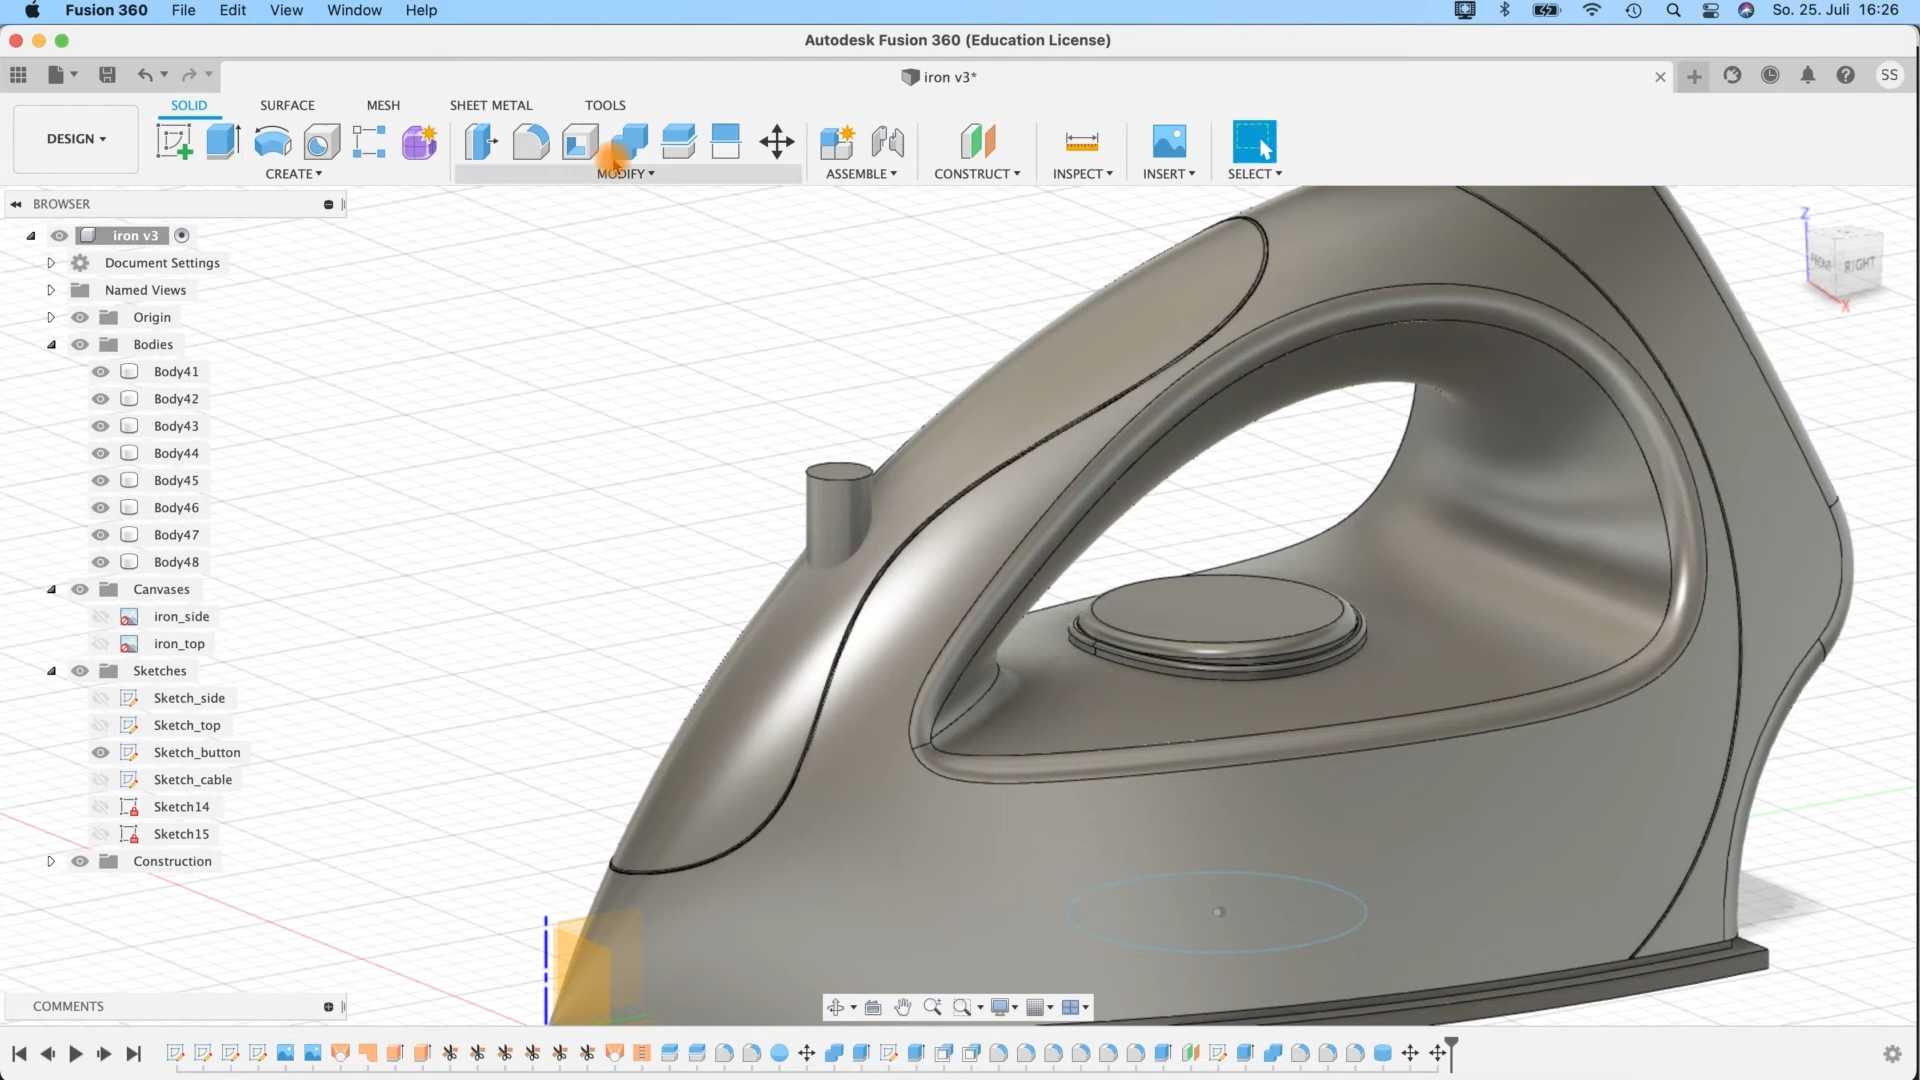 Fusion 360 File Edit View Window Help So. 25. Juli 16:26
Autodesk Fusion 360 (Education License)
iron v3* SS
SOLID SURFACE MESH SHEET METAL TOOLS
DESIGN
CREATE MODIFY ASSEMBLE CONSTRUCT INSPECT INSERT SELECT
BROWSER
iron v3
Document Settings
Named Views
Origin
Bodies
Body41
Body42
Body43
Body44
Body45
Body46
Body47
Body48
Canvases
iron_side
iron_top
Sketches
Sketch_side
Sketch_top
Sketch_button
Sketch_cable
Sketch14
Sketch15
Construction
Z
FRONT RIGHT
X
COMMENTS